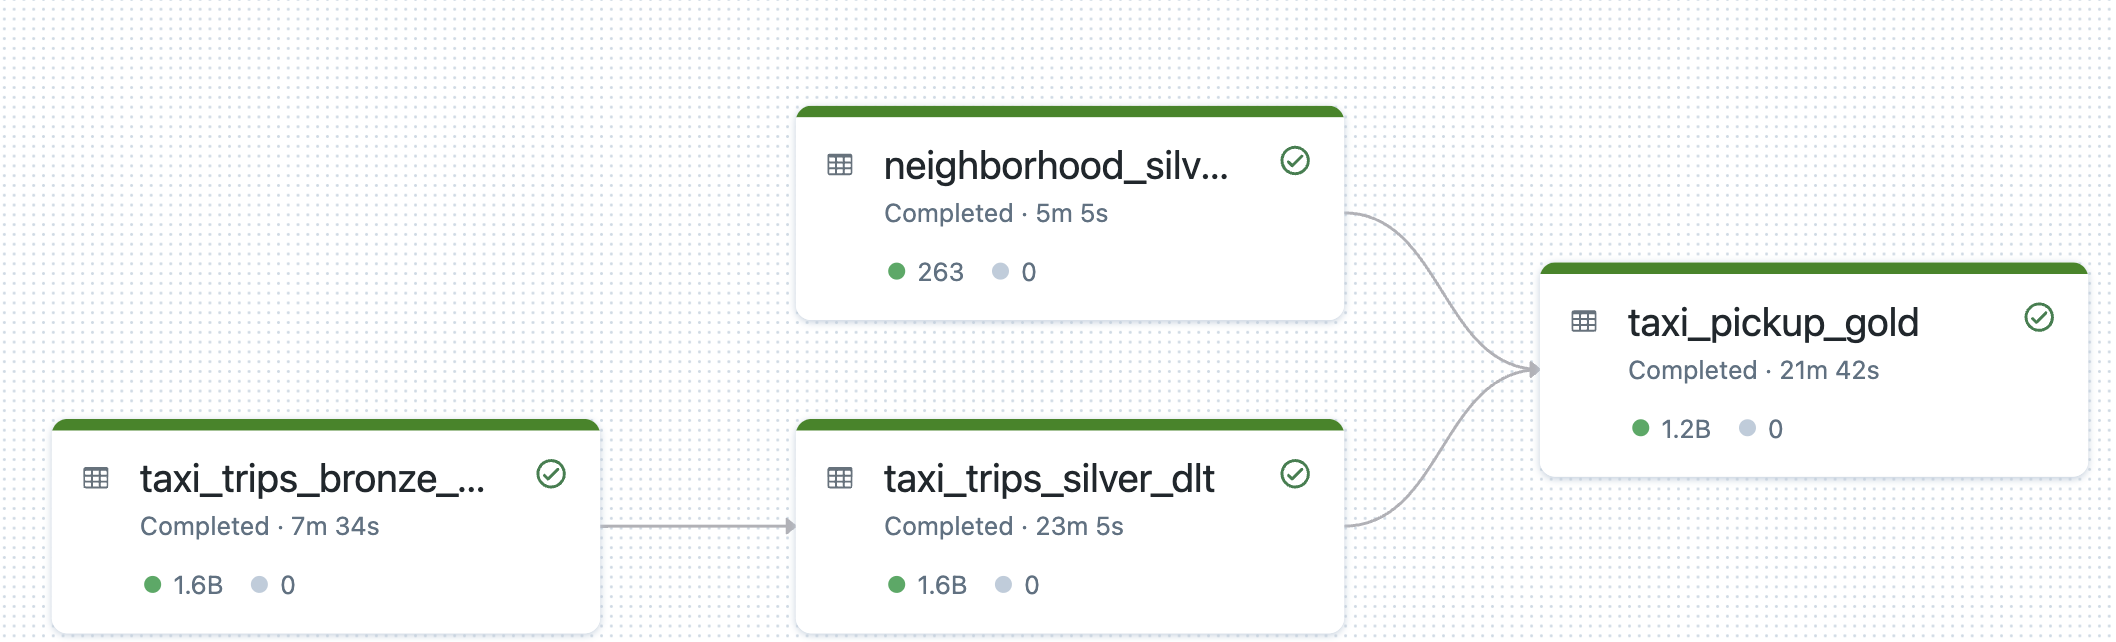 neighborhood_silv...
Completed · 5m 5s
263 0
taxi_pickup_gold
Completed · 21m 42s
1.2B 0
taxi_trips_bronze_...
Completed · 7m 34s
1.6B 0
taxi_trips_silver_dlt
Completed · 23m 5s
1.6B 0